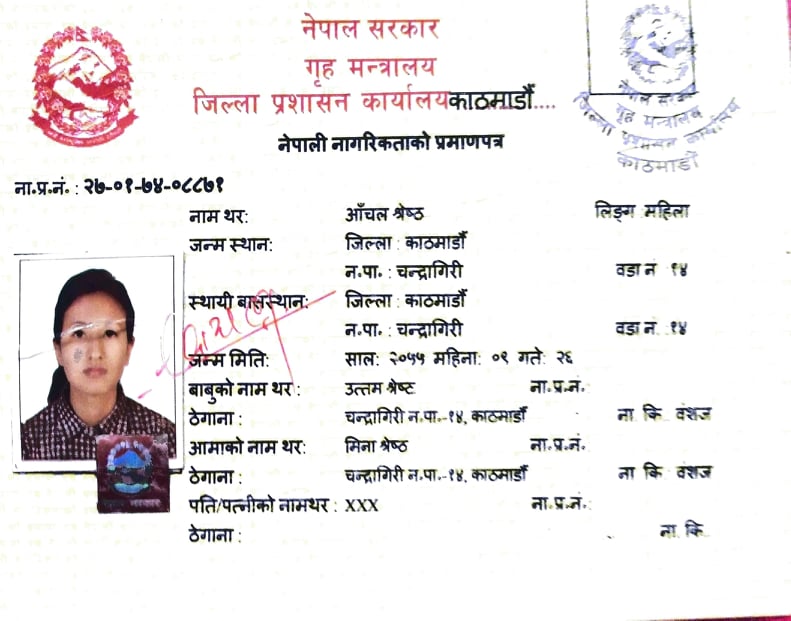 नेपाल सरकार
गृह मन्त्रालय
जिल्ला प्रशासन कार्यालय काठमाडौं....
नेपाली नागरिकताको प्रमाणपत्र
नेपाल सरकार
गृह मन्त्रालय
जिल्ला प्रशासन कार्यालय
काठमाडौं
ना.प्र.नं. : २७-०१-७४-०८८७१
नाम थर: आँचल श्रेष्ठ लिङ्ग महिला
जन्म स्थान: जिल्ला : काठमाडौं
न.पा. : चन्द्रागिरी वडा नं १४
स्थायी बासस्थान: जिल्ला : काठमाडौं
न.पा. : चन्द्रागिरी वडा नं. १४
जन्म मिति: साल: २०५५ महिना: ०९ गते: २६
बाबुको नाम थर : उत्तम श्रेष्ट ना.प्र.नं.
ठेगाना : चन्द्रागिरी न.पा.-१४, काठमाडौं ना कि वंशज
आमाको नाम थर: मिना श्रेष्ठ ना.प्र.नं.
ठेगाना : चन्द्रागिरी न.पा.-१४, काठमाडौं ना कि वंशज
पति/पत्नीको नामथर : XXX ना.प्र.नं.:
ठेगाना : ना. कि.